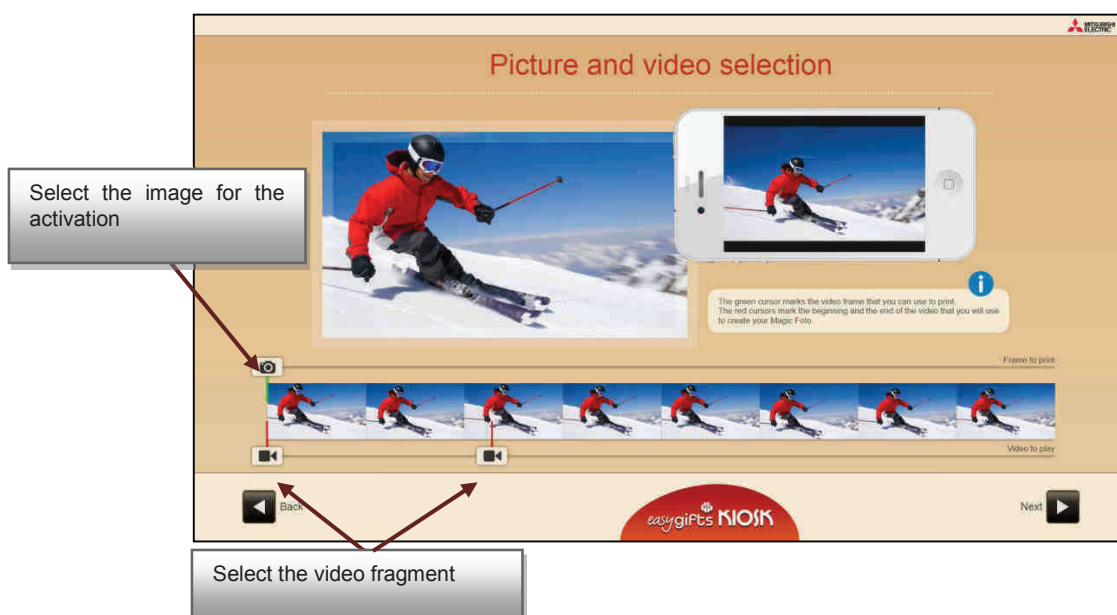 MITSUBISHI
ELECTRIC
Picture and video selection
Select the image for the
activation
The green cursor marks the video frame that you can use to print.
The red cursors mark the beginning and the end of the video that you will use
to create your Magic Foto.
Frame to print
Video to play
Back
easygifts KIOSK
Next
Select the video fragment